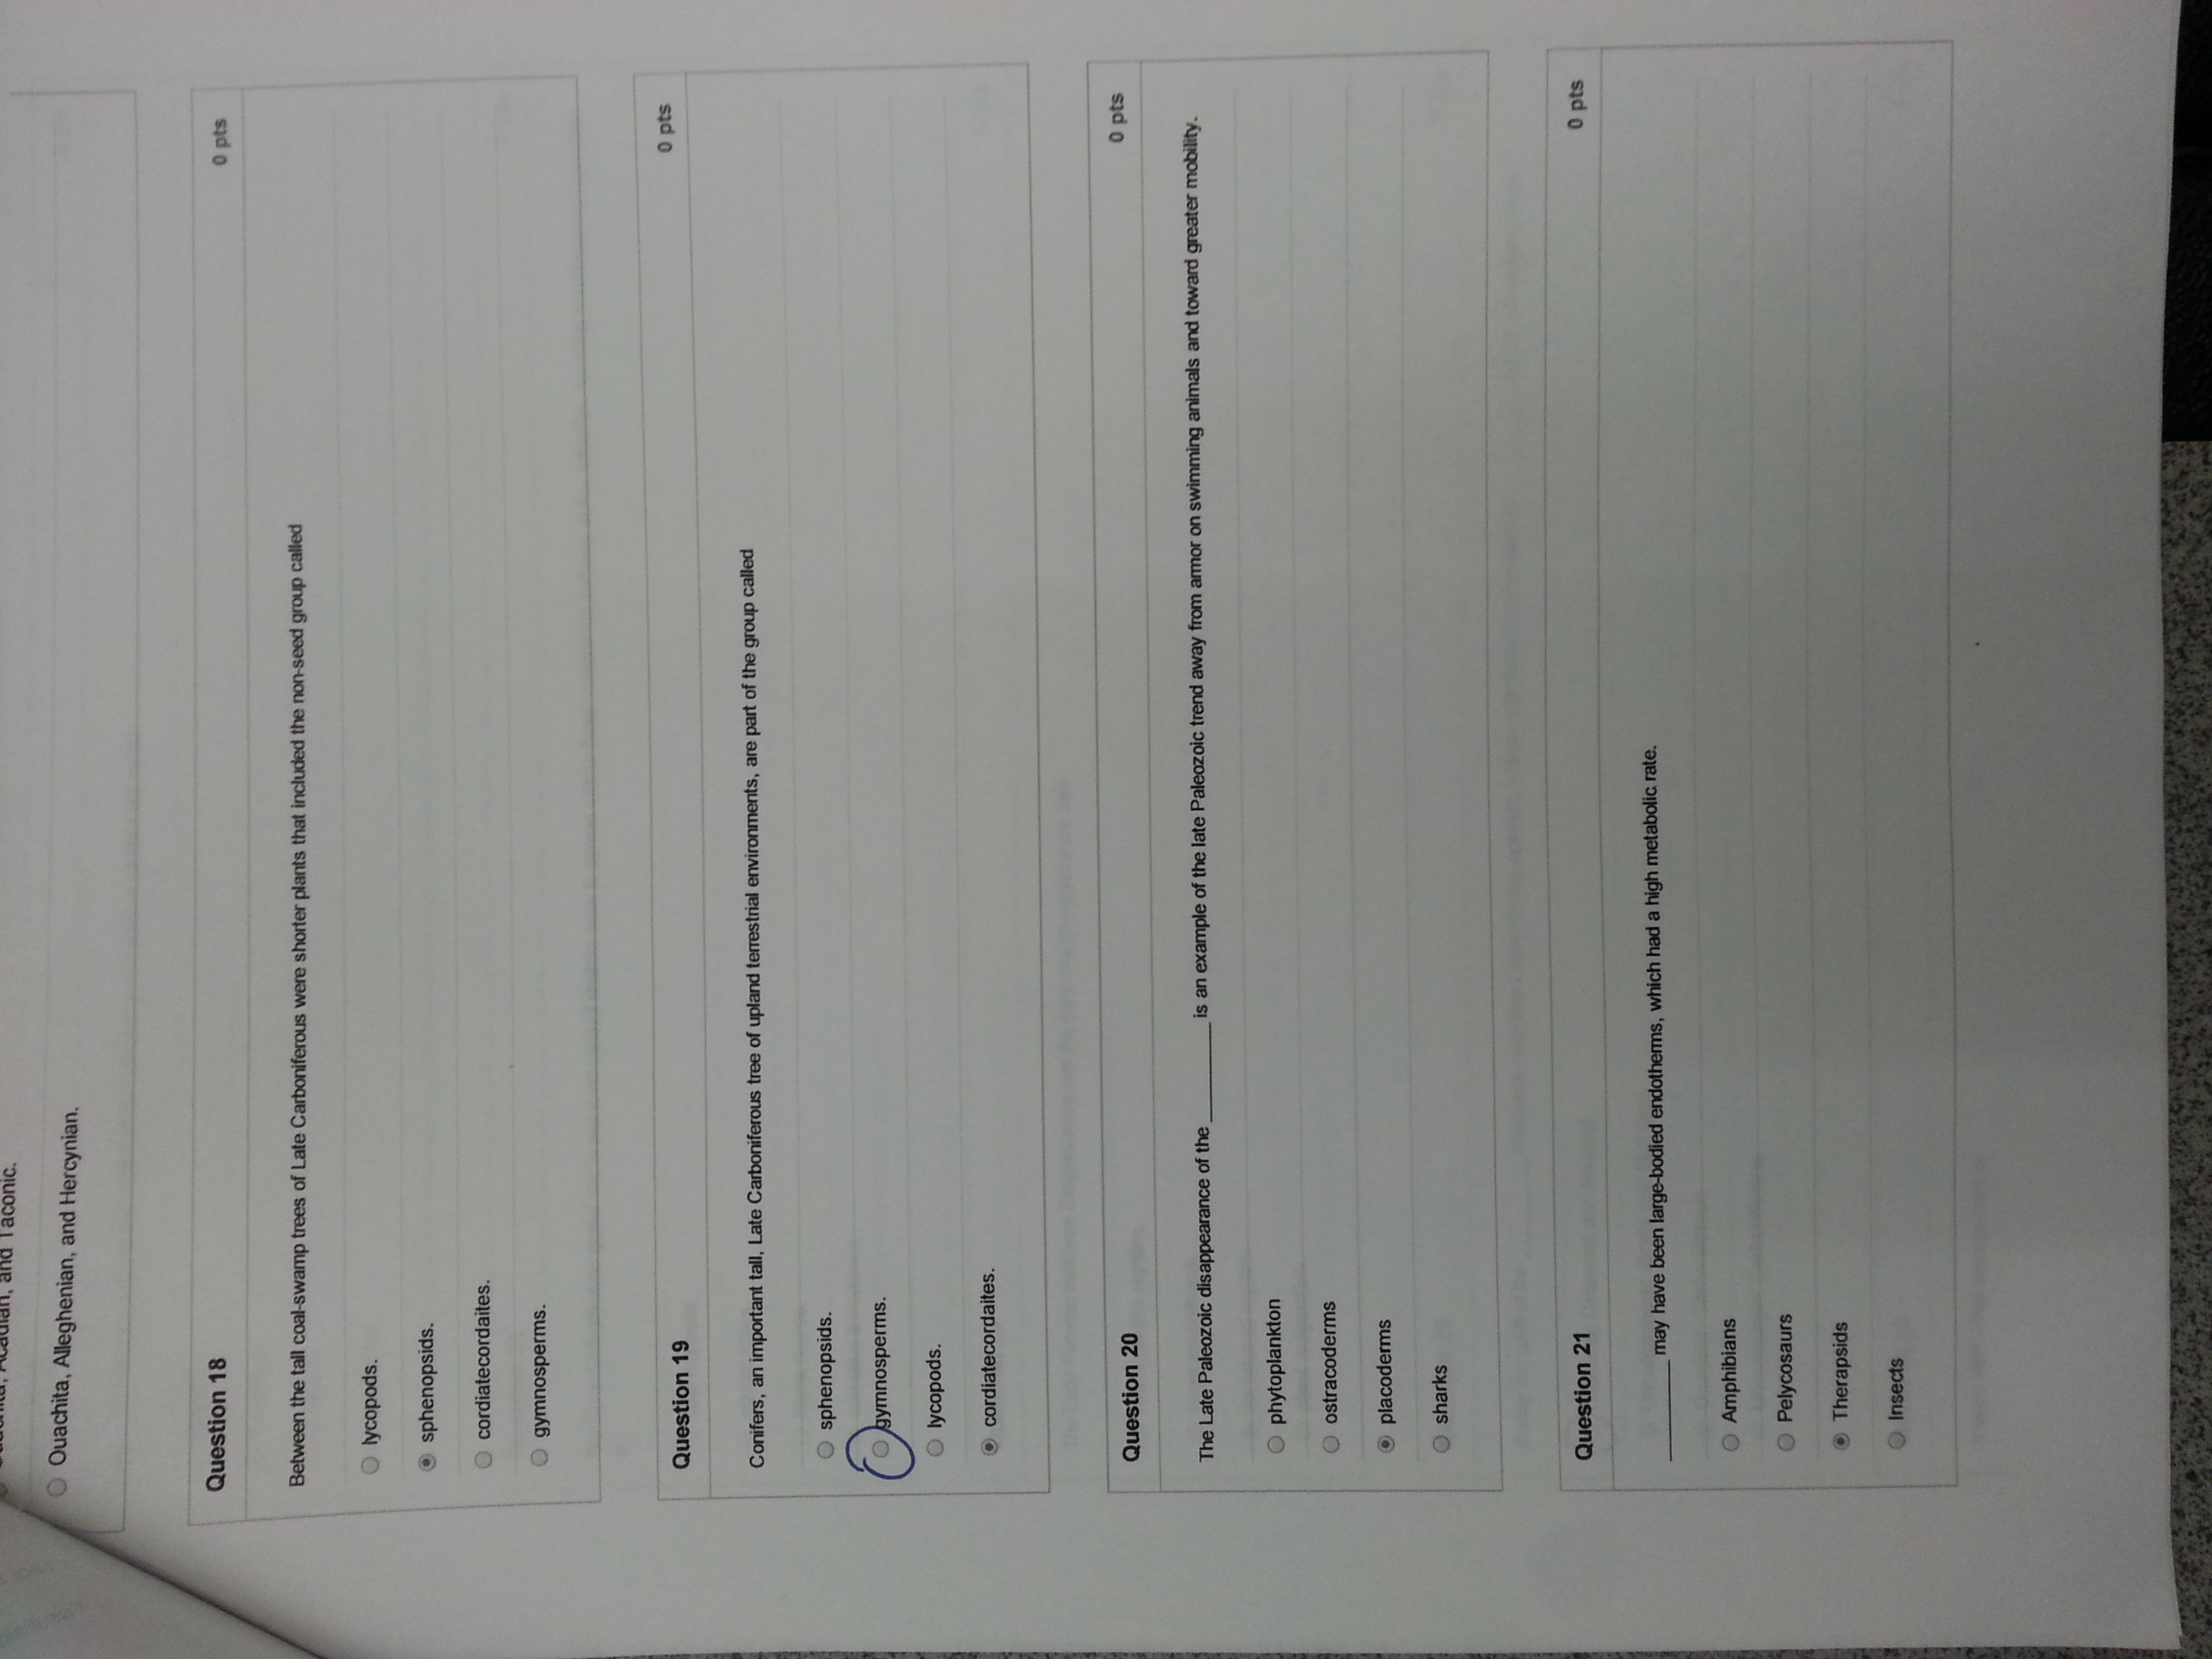 Acadian, and Taconic.
Ouachita, Alleghenian, and Hercynian.
Question 18
0 pts
Between the tall coal-swamp trees of Late Carboniferous were shorter plants that included the non-seed group called
lycopods.
sphenopsids.
cordiatecordaites.
gymnosperms.
Question 19
0 pts
Conifers, an important tall, Late Carboniferous tree of upland terrestrial environments, are part of the group called
sphenopsids.
gymnosperms.
lycopods.
cordiatecordaites.
Question 20
0 pts
The Late Paleozoic disappearance of the __________ is an example of the late Paleozoic trend away from armor on swimming animals and toward greater mobility.
phytoplankton
ostracoderms
placoderms
sharks
Question 21
0 pts
__________ may have been large-bodied endotherms, which had a high metabolic rate.
Amphibians
Pelycosaurs
Therapsids
Insects